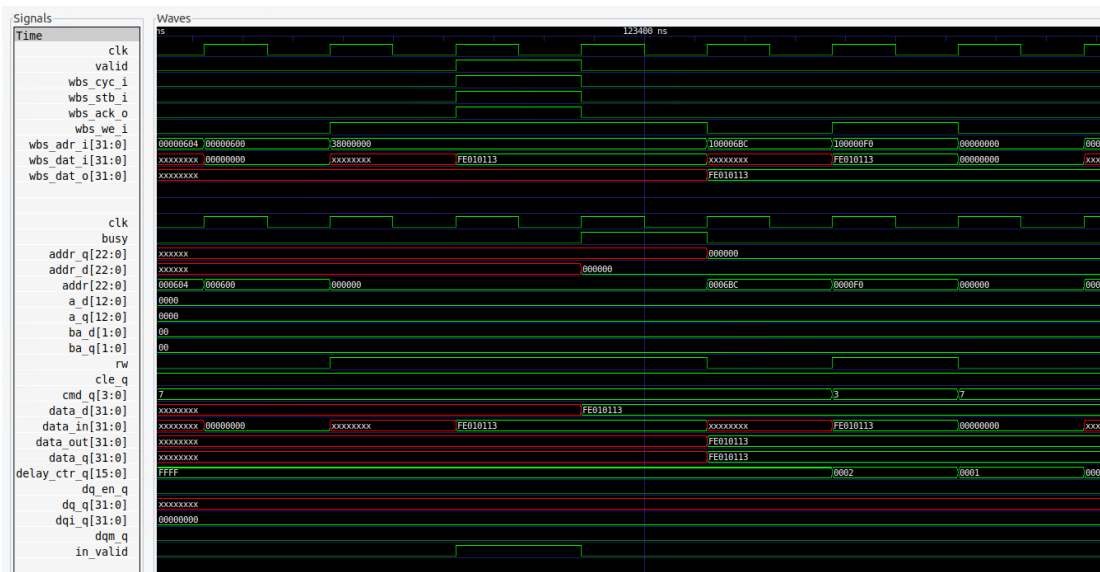 Signals Waves
Time ns 123400 ns
clk
valid
wbs_cyc_i
wbs_stb_i
wbs_ack_o
wbs_we_i
wbs_adr_i[31:0] 00000604 00000600 38000000 100006BC 100000F0 00000000 000
wbs_dat_i[31:0] xxxxxxxx 00000000 xxxxxxxx FE010113 xxxxxxxx FE010113 00000000 xxx
wbs_dat_o[31:0] xxxxxxxx FE010113
clk
busy
addr_q[22:0] xxxxxx 000000
addr_d[22:0] xxxxxx 000000
addr[22:0] 000604 000600 000000 0006BC 0000F0 000000 000
a_d[12:0] 0000
a_q[12:0] 0000
ba_d[1:0] 00
ba_q[1:0] 00
rw
cle_q
cmd_q[3:0] 7 3 7
data_d[31:0] xxxxxxxx FE010113
data_in[31:0] xxxxxxxx 00000000 xxxxxxxx FE010113 xxxxxxxx FE010113 00000000 xxx
data_out[31:0] xxxxxxxx FE010113
data_q[31:0] xxxxxxxx FE010113
delay_ctr_q[15:0] FFFF 0002 0001 000
dq_en_q
dq_q[31:0] xxxxxxxx
dqi_q[31:0] 00000000
dqm_q
in_valid